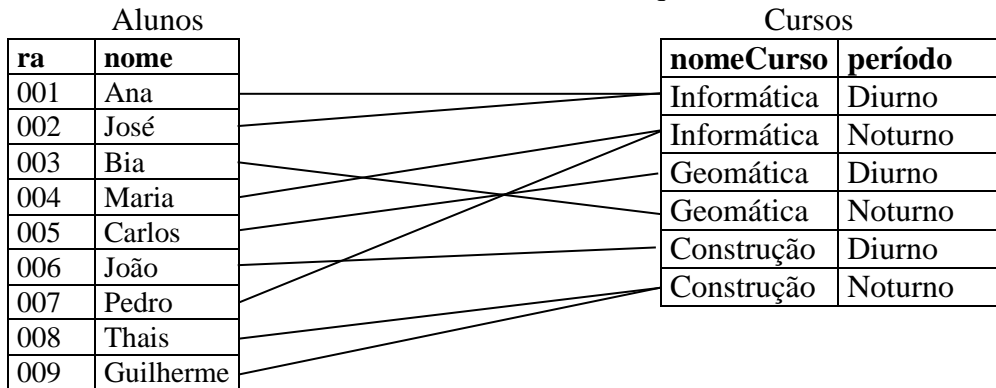 Alunos
ra nome
001 Ana
002 José
003 Bia
004 Maria
005 Carlos
006 João
007 Pedro
008 Thais
009 Guilherme
Cursos
nomeCurso período
Informática Diurno
Informática Noturno
Geomática Diurno
Geomática Noturno
Construção Diurno
Construção Noturno